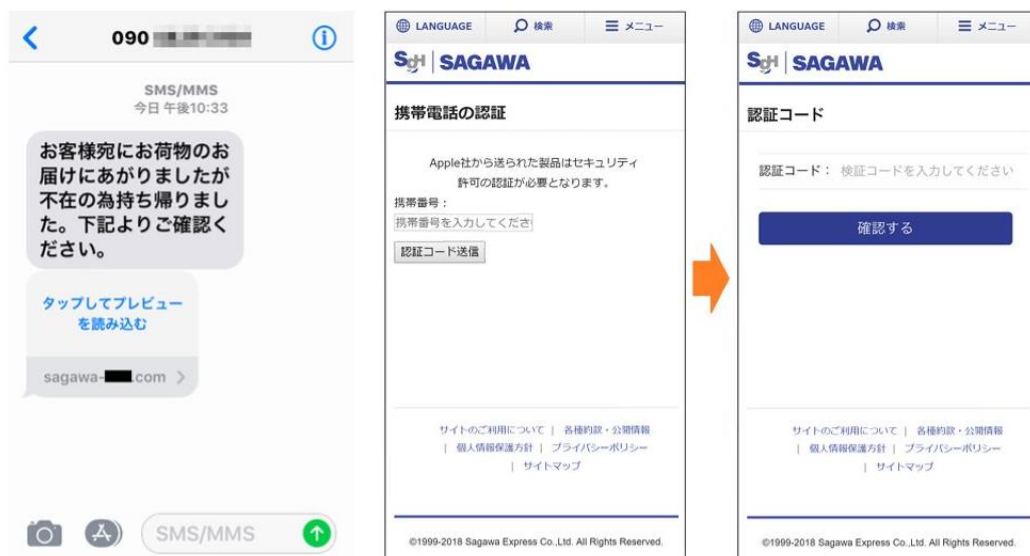 090
SMS/MMS
今日 午後10:33
お客様宛にお荷物のお
届けにあがりましたが
不在の為持ち帰りまし
た。下記よりご確認く
ださい。
タップしてプレビュー
を読み込む
sagawa- .com
SMS/MMS
LANGUAGE 検索 メニュー
SGH SAGAWA
携帯電話の認証
Apple社から送られた製品はセキュリティ
許可の認証が必要となります。
携帯番号:
携帯番号を入力してくださ
認証コード送信
サイトのご利用について | 各種約款・公開情報
| 個人情報保護方針 | プライバシーポリシー
| サイトマップ
©1999-2018 Sagawa Express Co.,Ltd. All Rights Reserved.
LANGUAGE 検索 メニュー
SGH SAGAWA
認証コード
認証コード: 検証コードを入力してください
確認する
サイトのご利用について | 各種約款・公開情報
| 個人情報保護方針 | プライバシーポリシー
| サイトマップ
©1999-2018 Sagawa Express Co.,Ltd. All Rights Reserved.